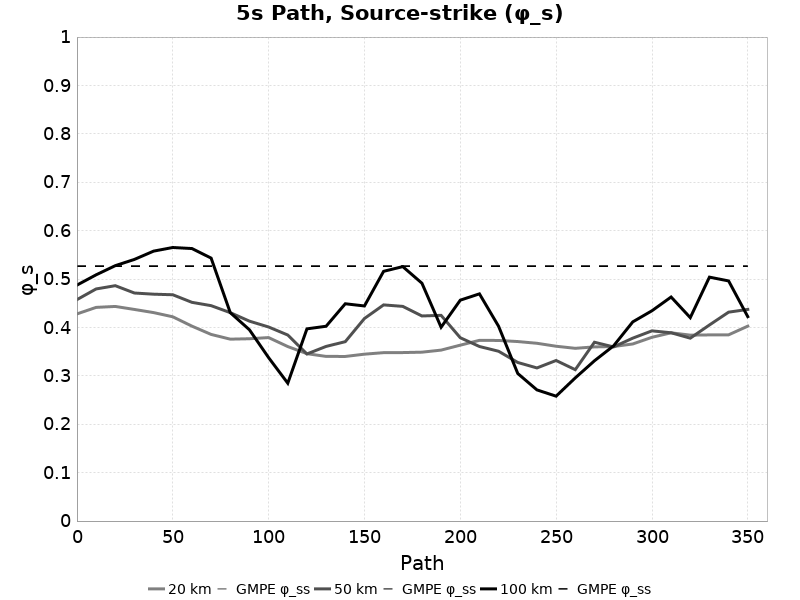 5s Path, Source-strike (φ_s)
1
0.9
0.8
0.7
0.6
0.5
0.4
0.3
0.2
0.1
0
φ_s
0 50 100 150 200 250 300 350
Path
20 km GMPE φ_ss 50 km GMPE φ_ss 100 km GMPE φ_ss